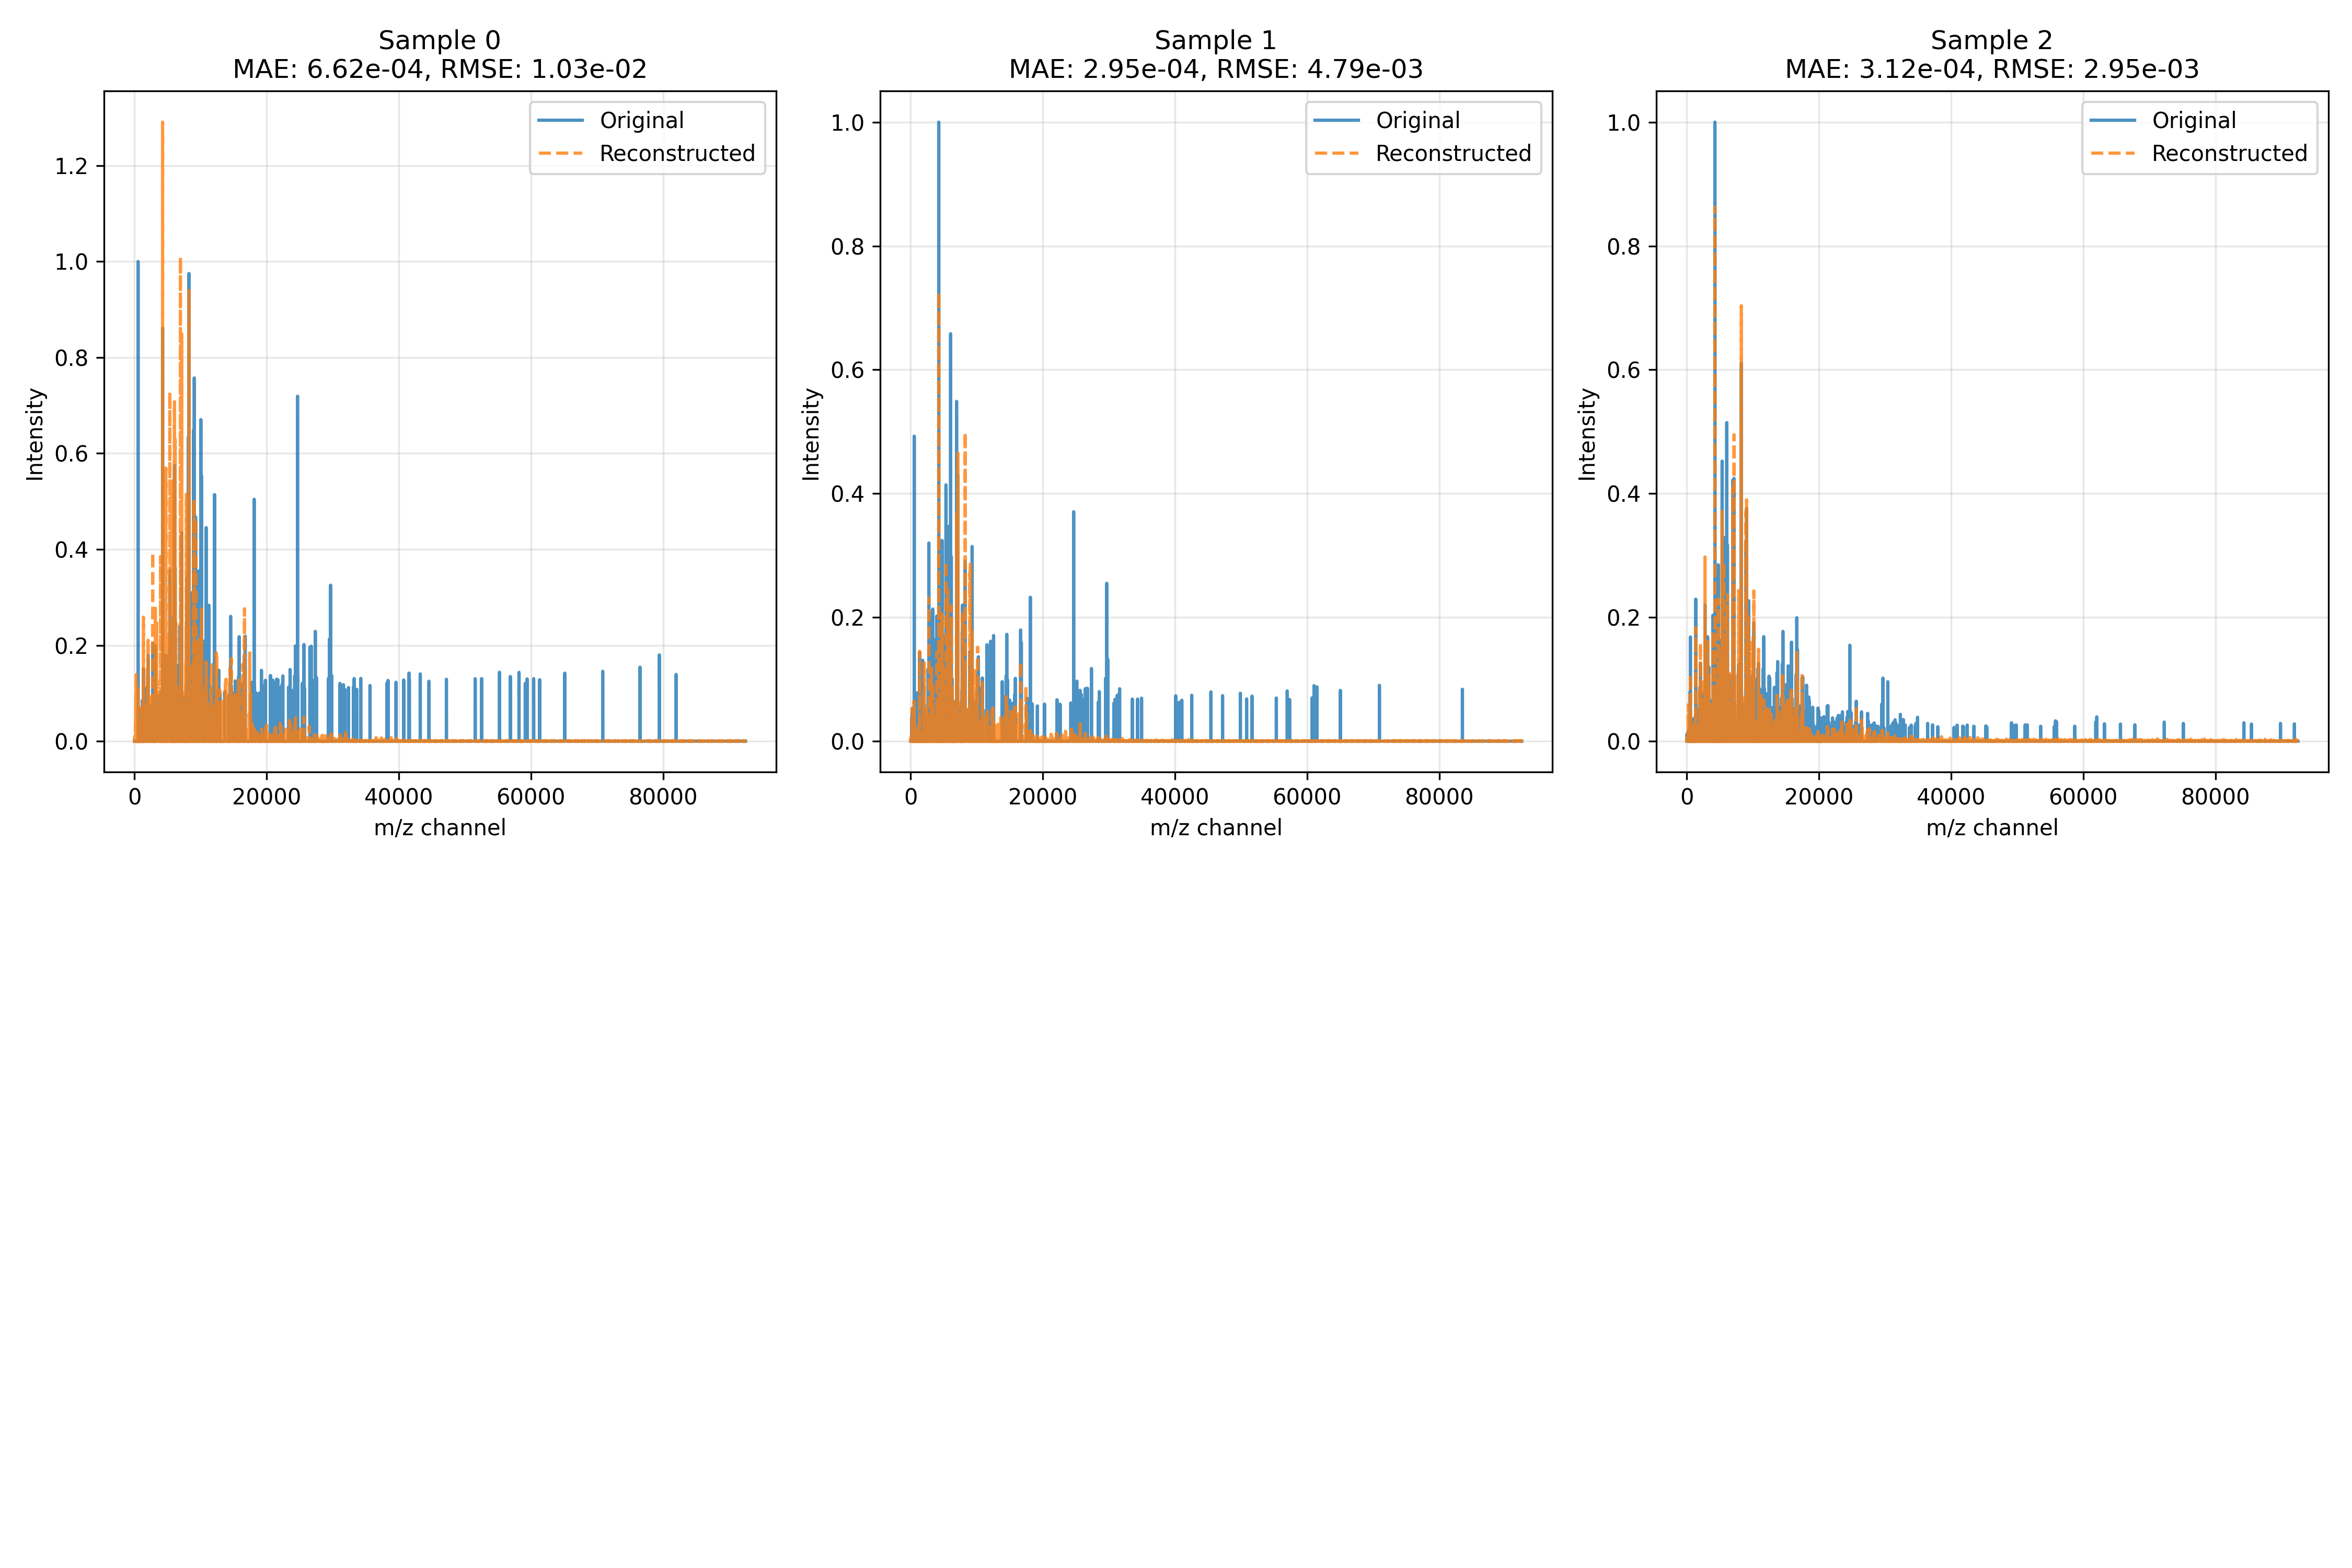 Sample 0
MAE: 6.62e-04, RMSE: 1.03e-02
Original
Reconstructed
1.2
1.0
0.8
0.6
0.4
0.2
0.0
Intensity
0 20000 40000 60000 80000
m/z channel
Sample 1
MAE: 2.95e-04, RMSE: 4.79e-03
Original
Reconstructed
1.0
0.8
0.6
0.4
0.2
0.0
Intensity
0 20000 40000 60000 80000
m/z channel
Sample 2
MAE: 3.12e-04, RMSE: 2.95e-03
Original
Reconstructed
1.0
0.8
0.6
0.4
0.2
0.0
Intensity
0 20000 40000 60000 80000
m/z channel